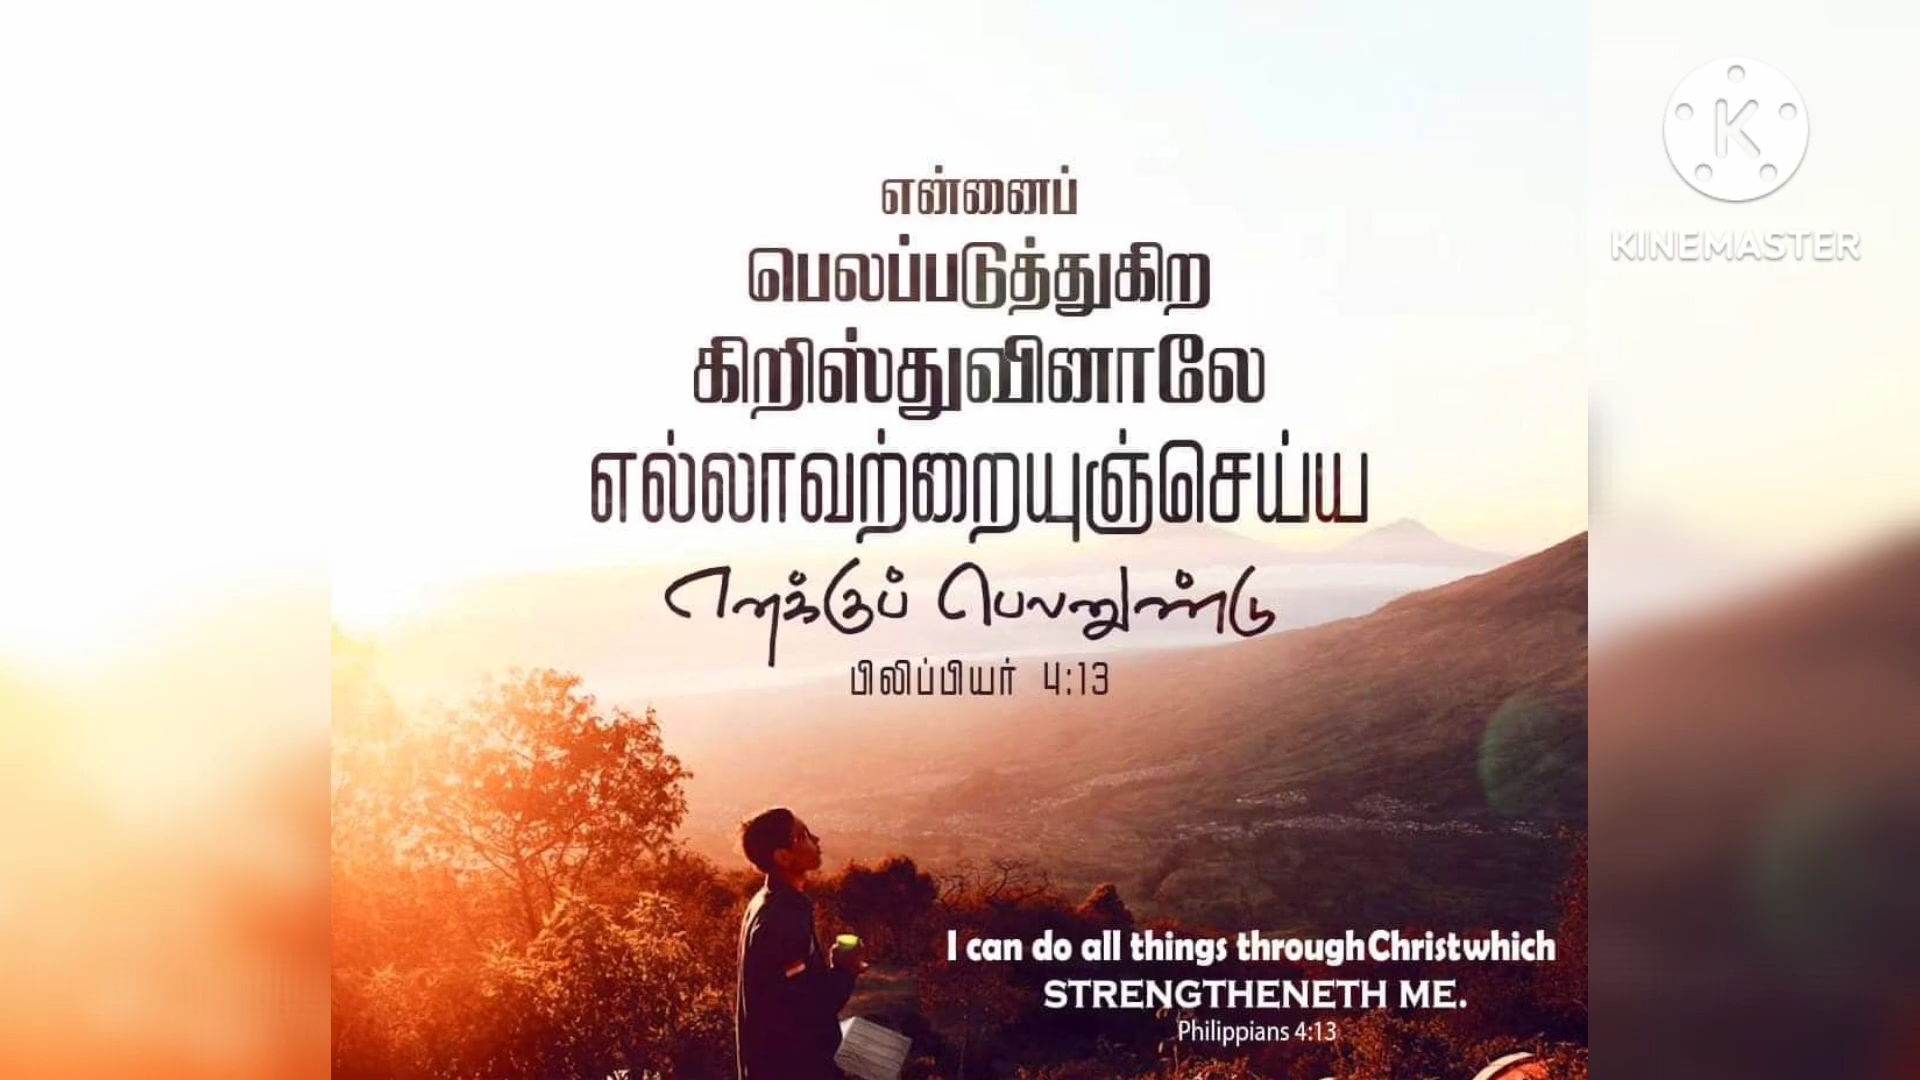 என்னைப்
பெலப்படுத்துகிற
கிறிஸ்துவினாலே
எல்லாவற்றையுஞ்செய்ய
எனக்குப் பெலனுண்டு
பிலிப்பியர் 4:13
K
KINEMASTER
I can do all things through Christ which
STRENGTHENETH ME.
Philippians 4:13